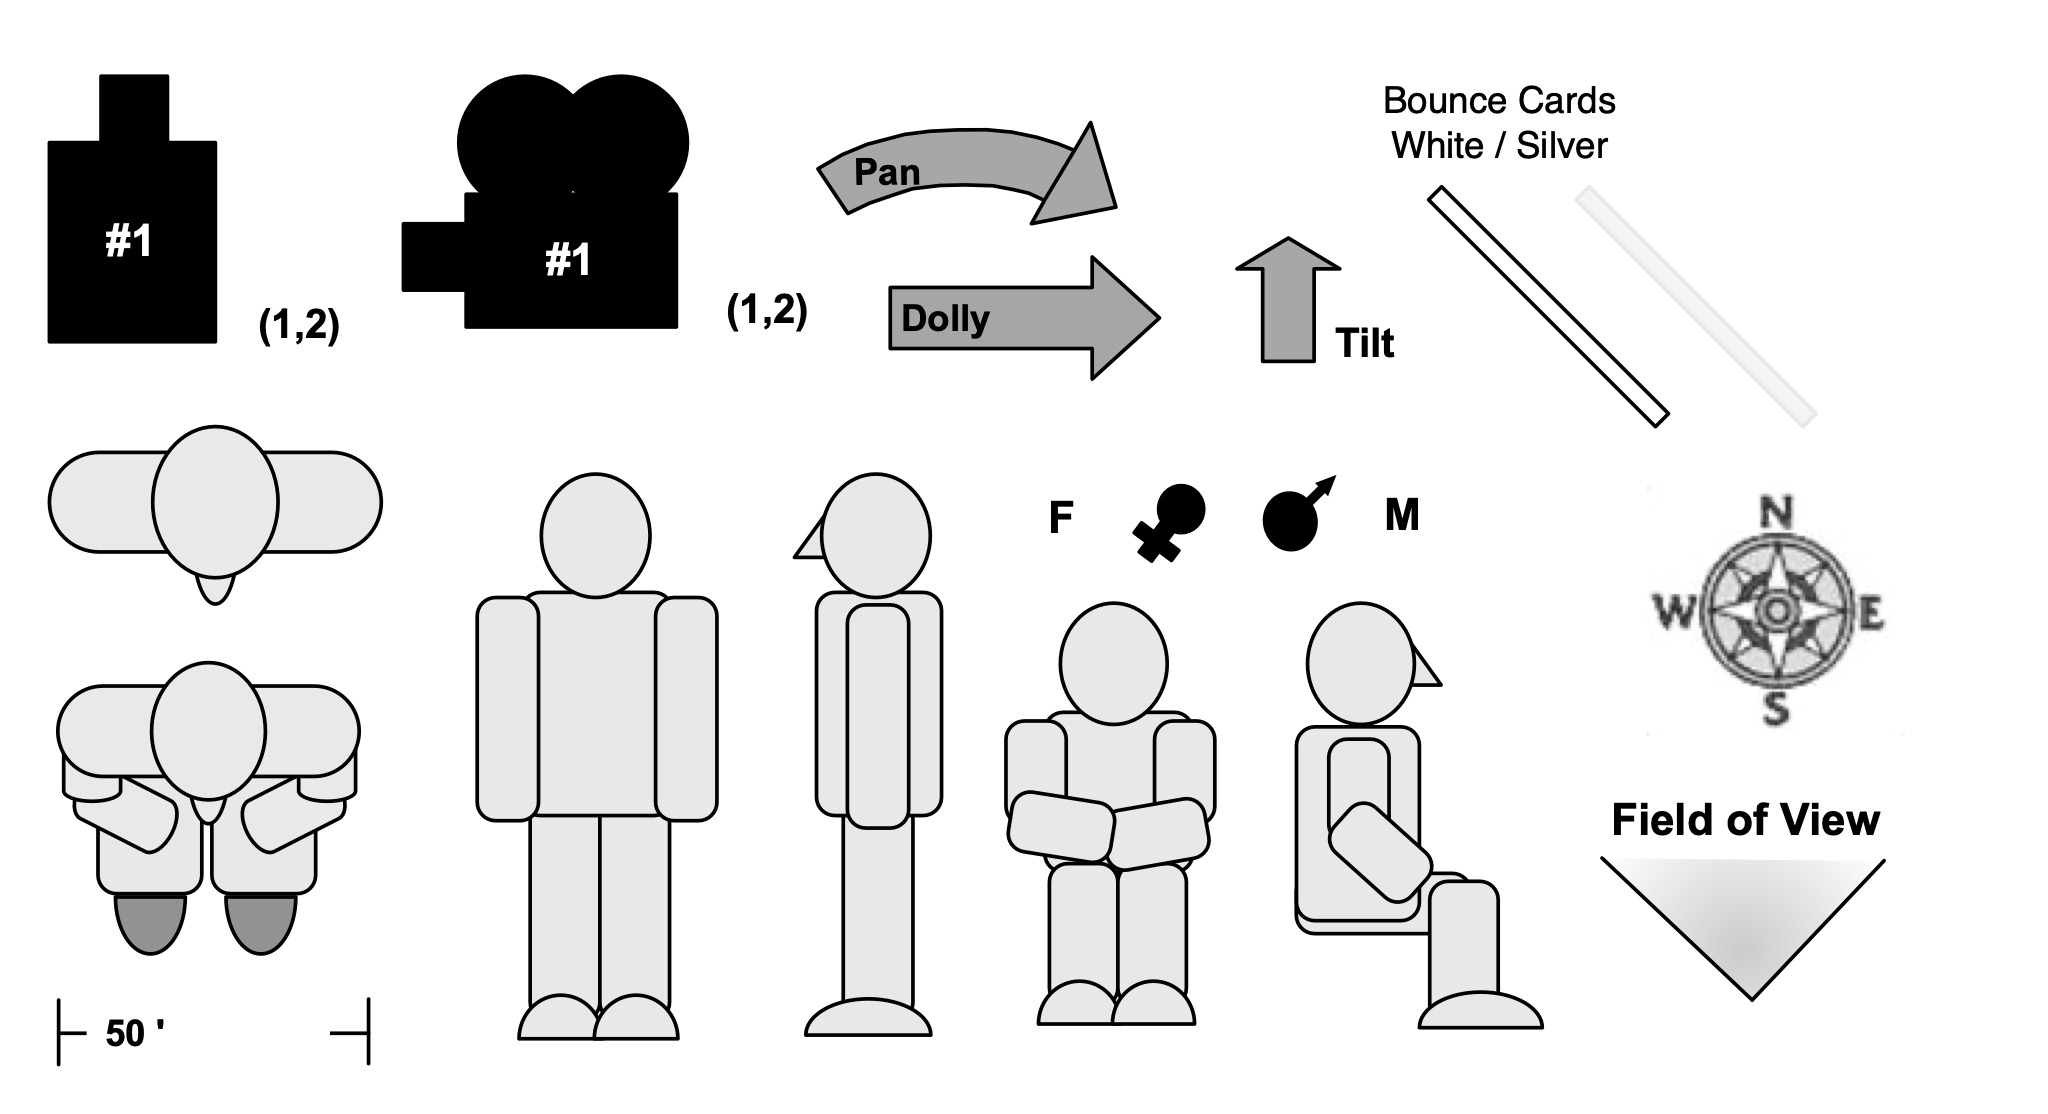 Bounce Cards
White / Silver
Pan
#1
#1
(1,2)
(1,2)
Dolly
Tilt
F
M
N
W
E
S
Field of View
50 '